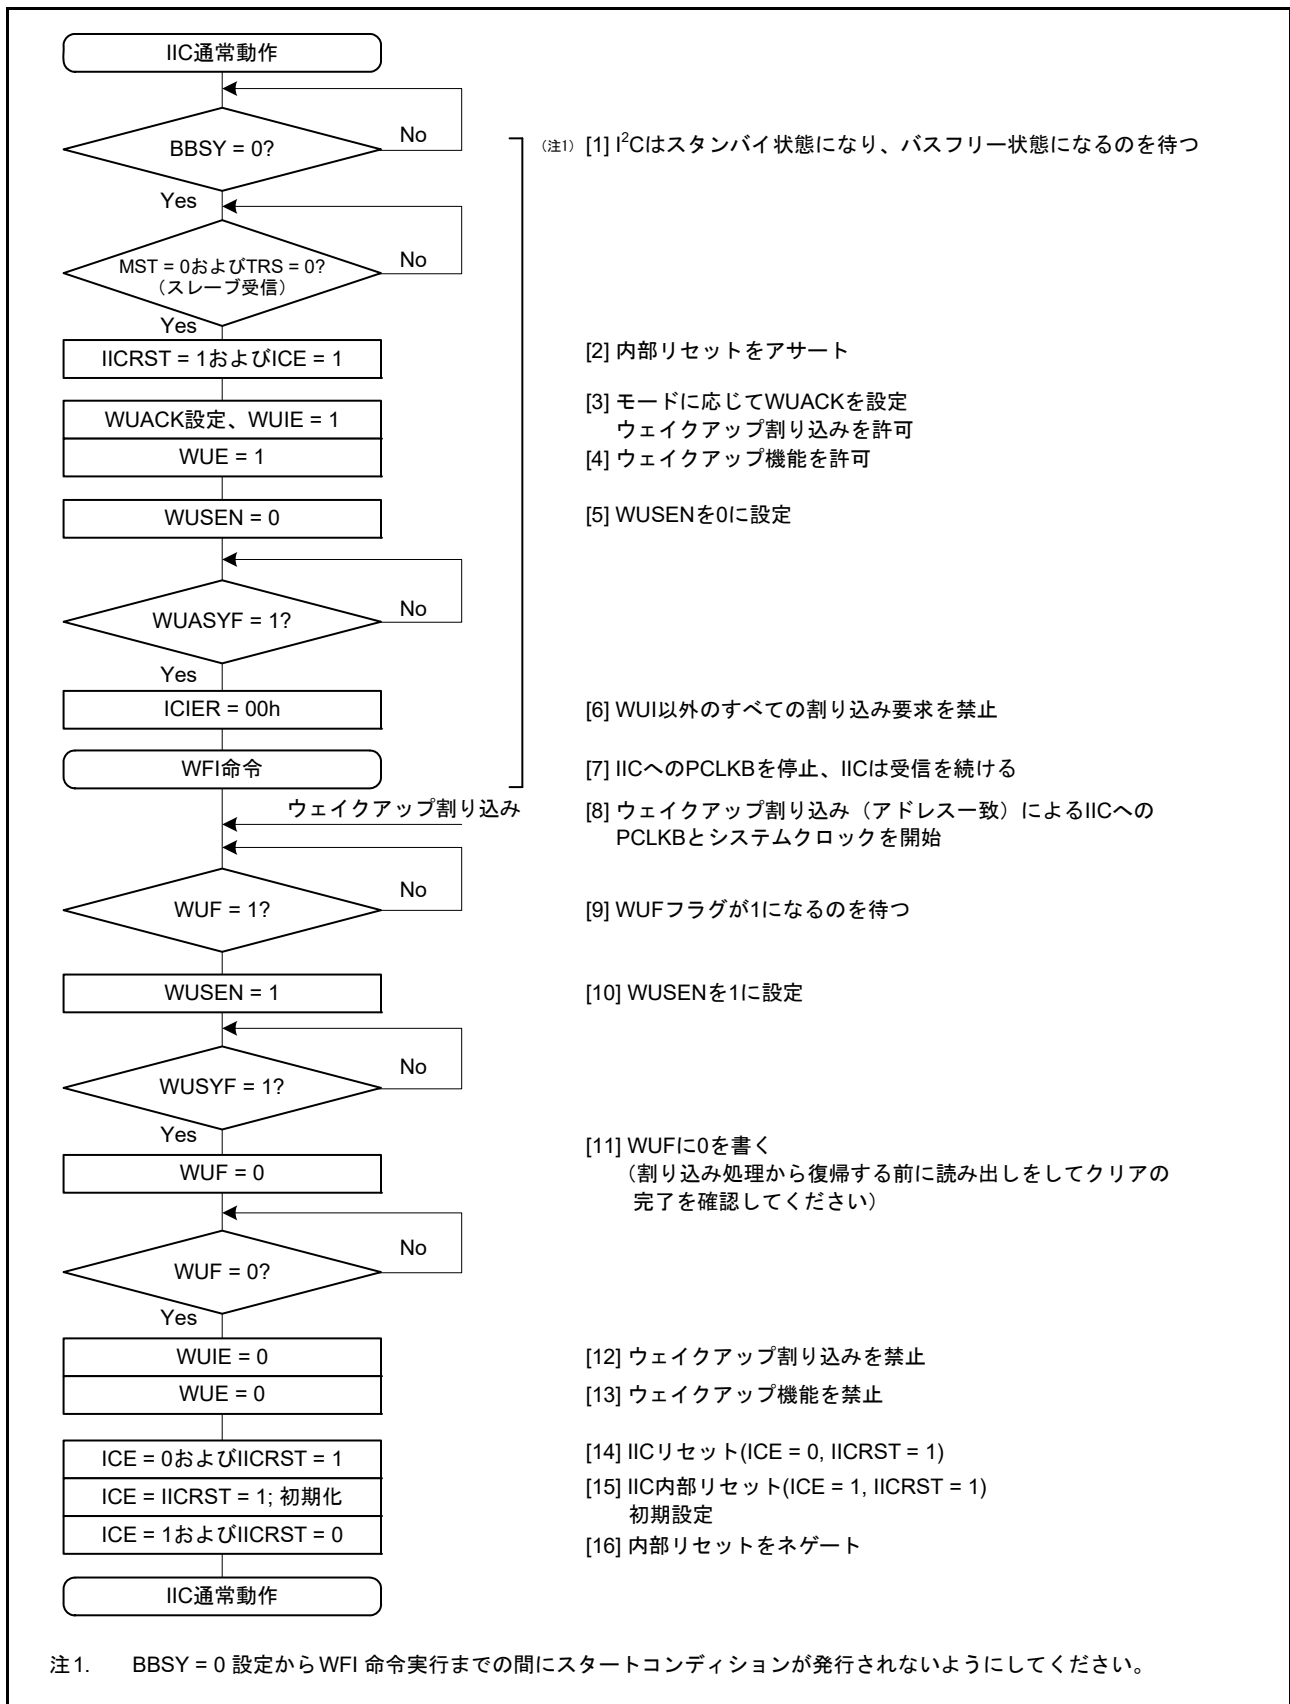 IIC通常動作
BBSY = 0?
No
(注1) [1] I²Cはスタンバイ状態になり、バスフリー状態になるのを待つ
Yes
MST = 0およびTRS = 0?
（スレーブ受信）
No
Yes
IICRST = 1およびICE = 1
[2] 内部リセットをアサート
WUACK設定、WUIE = 1
[3] モードに応じてWUACKを設定
ウェイクアップ割り込みを許可
WUE = 1
[4] ウェイクアップ機能を許可
WUSEN = 0
[5] WUSENを0に設定
WUASYF = 1?
No
Yes
ICIER = 00h
[6] WUI以外のすべての割り込み要求を禁止
WFI命令
[7] IICへのPCLKBを停止、IICは受信を続ける
ウェイクアップ割り込み
[8] ウェイクアップ割り込み（アドレス一致）によるIICへの
PCLKBとシステムクロックを開始
WUF = 1?
No
[9] WUFフラグが1になるのを待つ
WUSEN = 1
[10] WUSENを1に設定
WUSYF = 1?
No
Yes
WUF = 0
[11] WUFに0を書く
（割り込み処理から復帰する前に読み出しをしてクリアの
完了を確認してください）
WUF = 0?
No
Yes
WUIE = 0
[12] ウェイクアップ割り込みを禁止
WUE = 0
[13] ウェイクアップ機能を禁止
ICE = 0およびIICRST = 1
[14] IICリセット(ICE = 0, IICRST = 1)
ICE = IICRST = 1; 初期化
[15] IIC内部リセット(ICE = 1, IICRST = 1)
初期設定
ICE = 1およびIICRST = 0
[16] 内部リセットをネゲート
IIC通常動作
注1. BBSY = 0 設定からWFI 命令実行までの間にスタートコンディションが発行されないようにしてください。